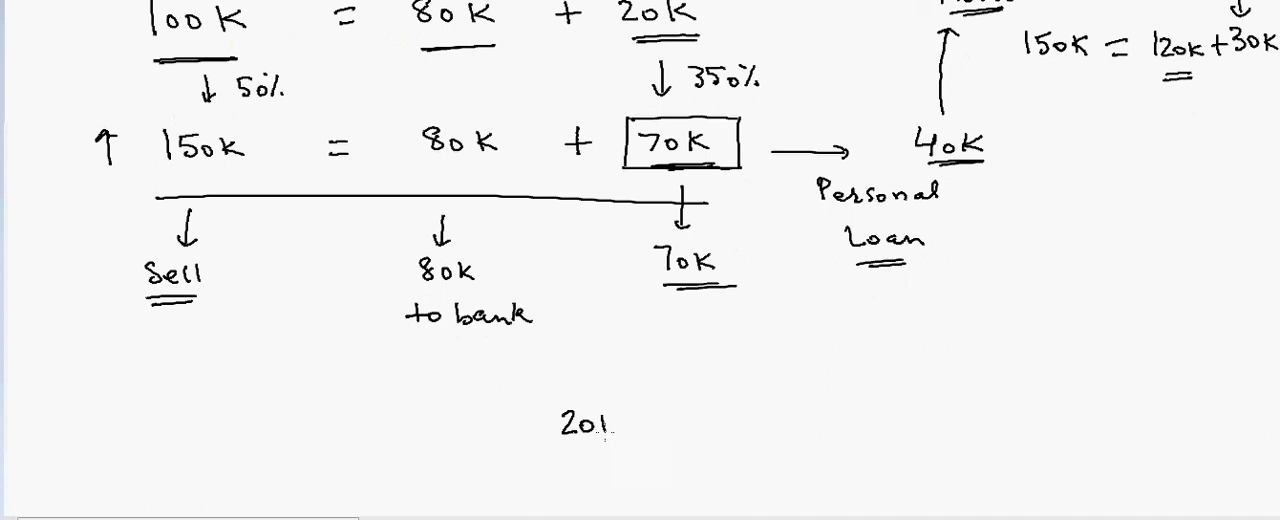 100K = 80K + 20K
150K = 120K + 30K
↓ 50% ↓ 350%
↑ 150K = 80K + 70K → 40K
Personal
Loan
Sell 80K 70K
to bank
201